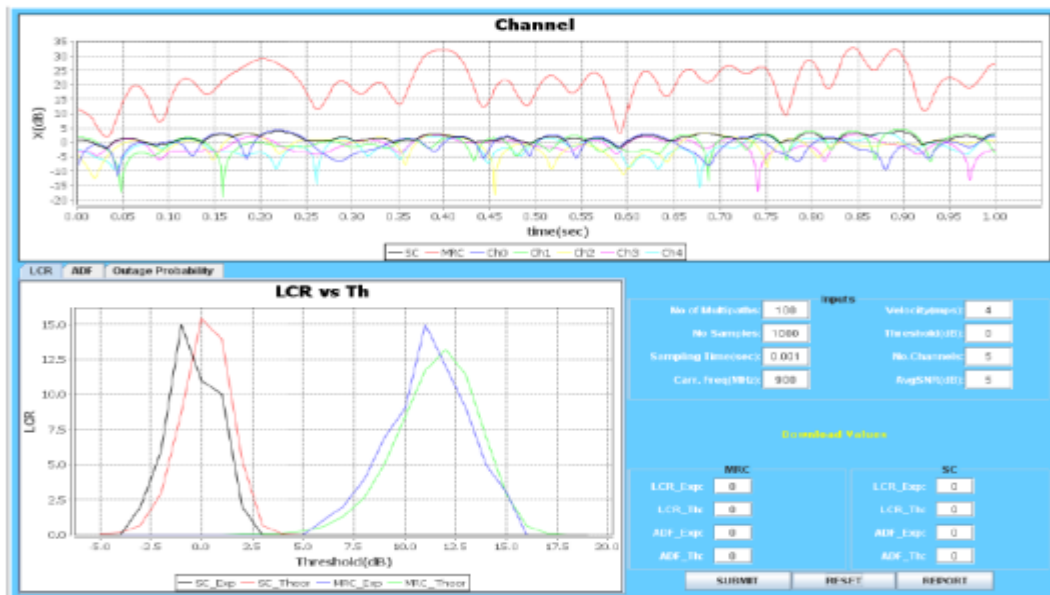 Channel
X(dB)
35
30
25
20
15
10
5
0
-5
-10
-15
-20
0.00 0.05 0.10 0.15 0.20 0.25 0.30 0.35 0.40 0.45 0.50 0.55 0.60 0.65 0.70 0.75 0.80 0.85 0.90 0.95 1.00
time(sec)
SC MRC Ch0 Ch1 Ch2 Ch3 Ch4
LCR ADF Outage Probability
LCR vs Th
LCR
15.0
12.5
10.0
7.5
5.0
2.5
0.0
-5.0 -2.5 0.0 2.5 5.0 7.5 10.0 12.5 15.0 17.5 20.0
Threshold(dB)
SC_Exp SC_Theor MRC_Exp MRC_Theor
Inputs
No of Multipaths: 100 Velocity(mps): 4
No Samples: 1000 Threshold(dB): 0
Sampling Time(sec): 0.001 No.Channels: 5
Carr. Freq(MHz): 900 AvgSNR(dB): 5
Download Values
MRC SC
LCR_Exp: 0 LCR_Exp: 0
LCR_Th: 0 LCR_Th: 0
ADF_Exp: 0 ADF_Exp: 0
ADF_Th: 0 ADF_Th: 0
SUBMIT RESET REPORT